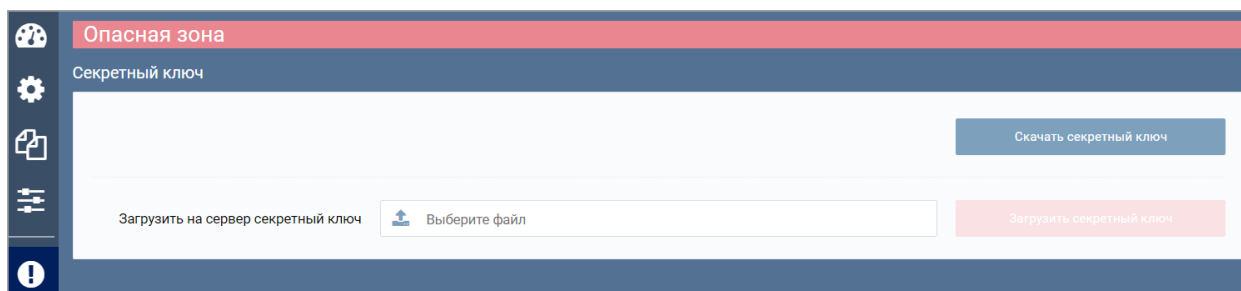 Опасная зона
Секретный ключ
Скачать секретный ключ
Загрузить на сервер секретный ключ Выберите файл Загрузить секретный ключ